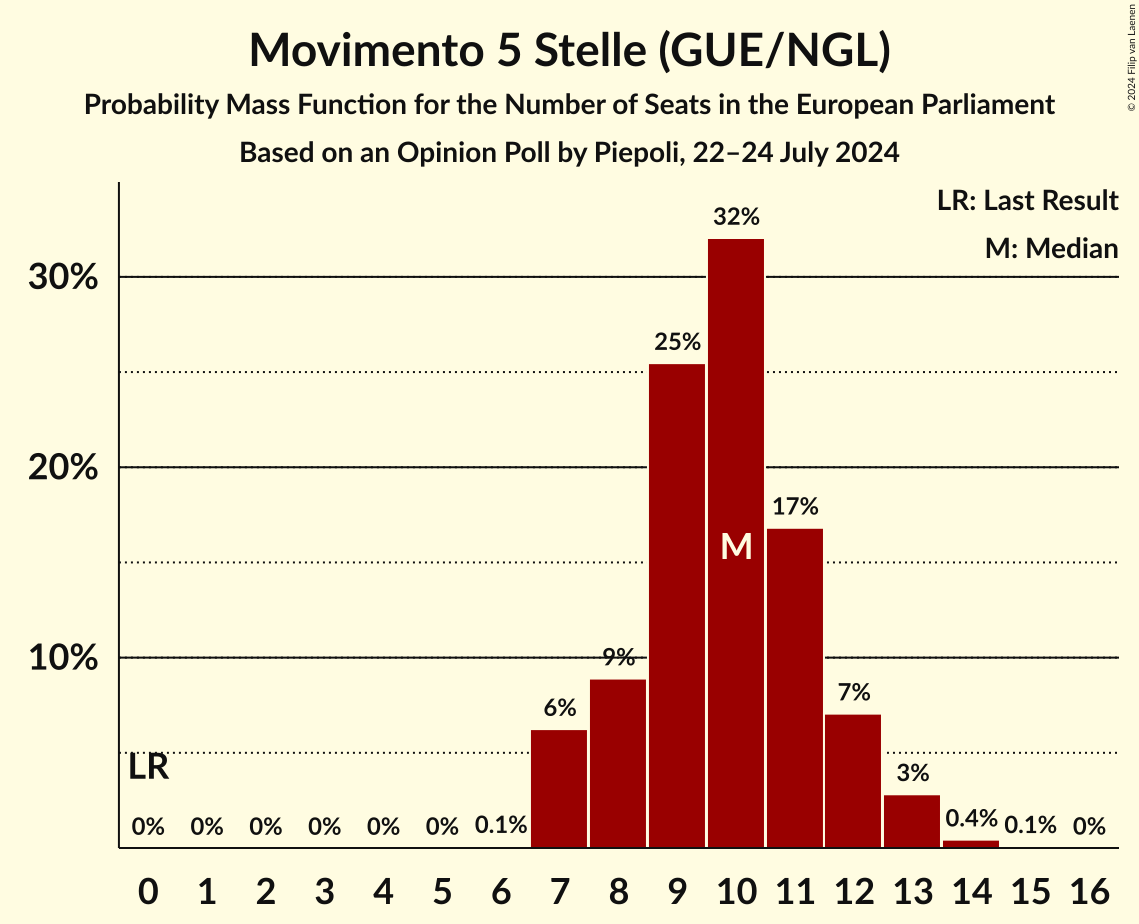 Movimento 5 Stelle (GUE/NGL)
Probability Mass Function for the Number of Seats in the European Parliament
Based on an Opinion Poll by Piepoli, 22–24 July 2024
© 2024 Filip van Laenen
LR: Last Result
M: Median
32%
30%
25%
20%
17%
M
10%
9%
6%
7%
LR
3%
0% 0% 0% 0% 0% 0% 0.1% 0.4% 0.1% 0%
0 1 2 3 4 5 6 7 8 9 10 11 12 13 14 15 16